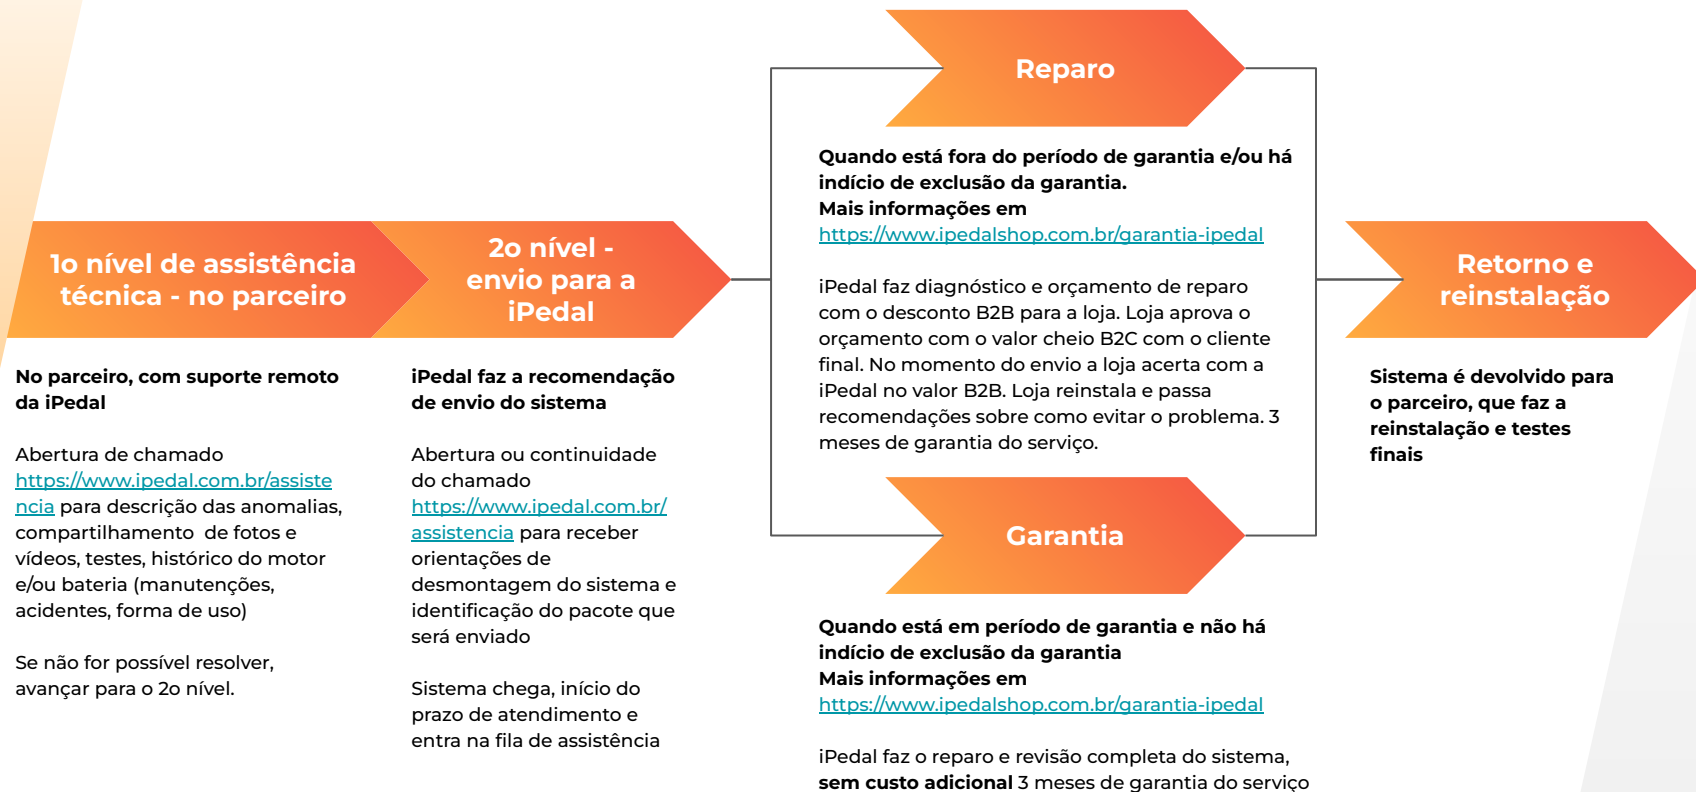 1o nível de assistência
técnica - no parceiro
No parceiro, com suporte remoto
da iPedal
Abertura de chamado
https://www.ipedal.com.br/assiste
ncia para descrição das anomalias,
compartilhamento  de fotos e
vídeos, testes, histórico do motor
e/ou bateria (manutenções,
acidentes, forma de uso)
Se não for possível resolver,
avançar para o 2o nível.
2o nível -
envio para a
iPedal
iPedal faz a recomendação
de envio do sistema
Abertura ou continuidade
do chamado
https://www.ipedal.com.br/
assistencia para receber
orientações de
desmontagem do sistema e
identificação do pacote que
será enviado
Sistema chega, início do
prazo de atendimento e
entra na fila de assistência
Reparo
Quando está fora do período de garantia e/ou há
indício de exclusão da garantia.
Mais informações em
https://www.ipedalshop.com.br/garantia-ipedal
iPedal faz diagnóstico e orçamento de reparo
com o desconto B2B para a loja. Loja aprova o
orçamento com o valor cheio B2C com o cliente
final. No momento do envio a loja acerta com a
iPedal no valor B2B. Loja reinstala e passa
recomendações sobre como evitar o problema. 3
meses de garantia do serviço.
Garantia
Quando está em período de garantia e não há
indício de exclusão da garantia
Mais informações em
https://www.ipedalshop.com.br/garantia-ipedal
iPedal faz o reparo e revisão completa do sistema,
sem custo adicional 3 meses de garantia do serviço
Retorno e
reinstalação
Sistema é devolvido para
o parceiro, que faz a
reinstalação e testes
finais